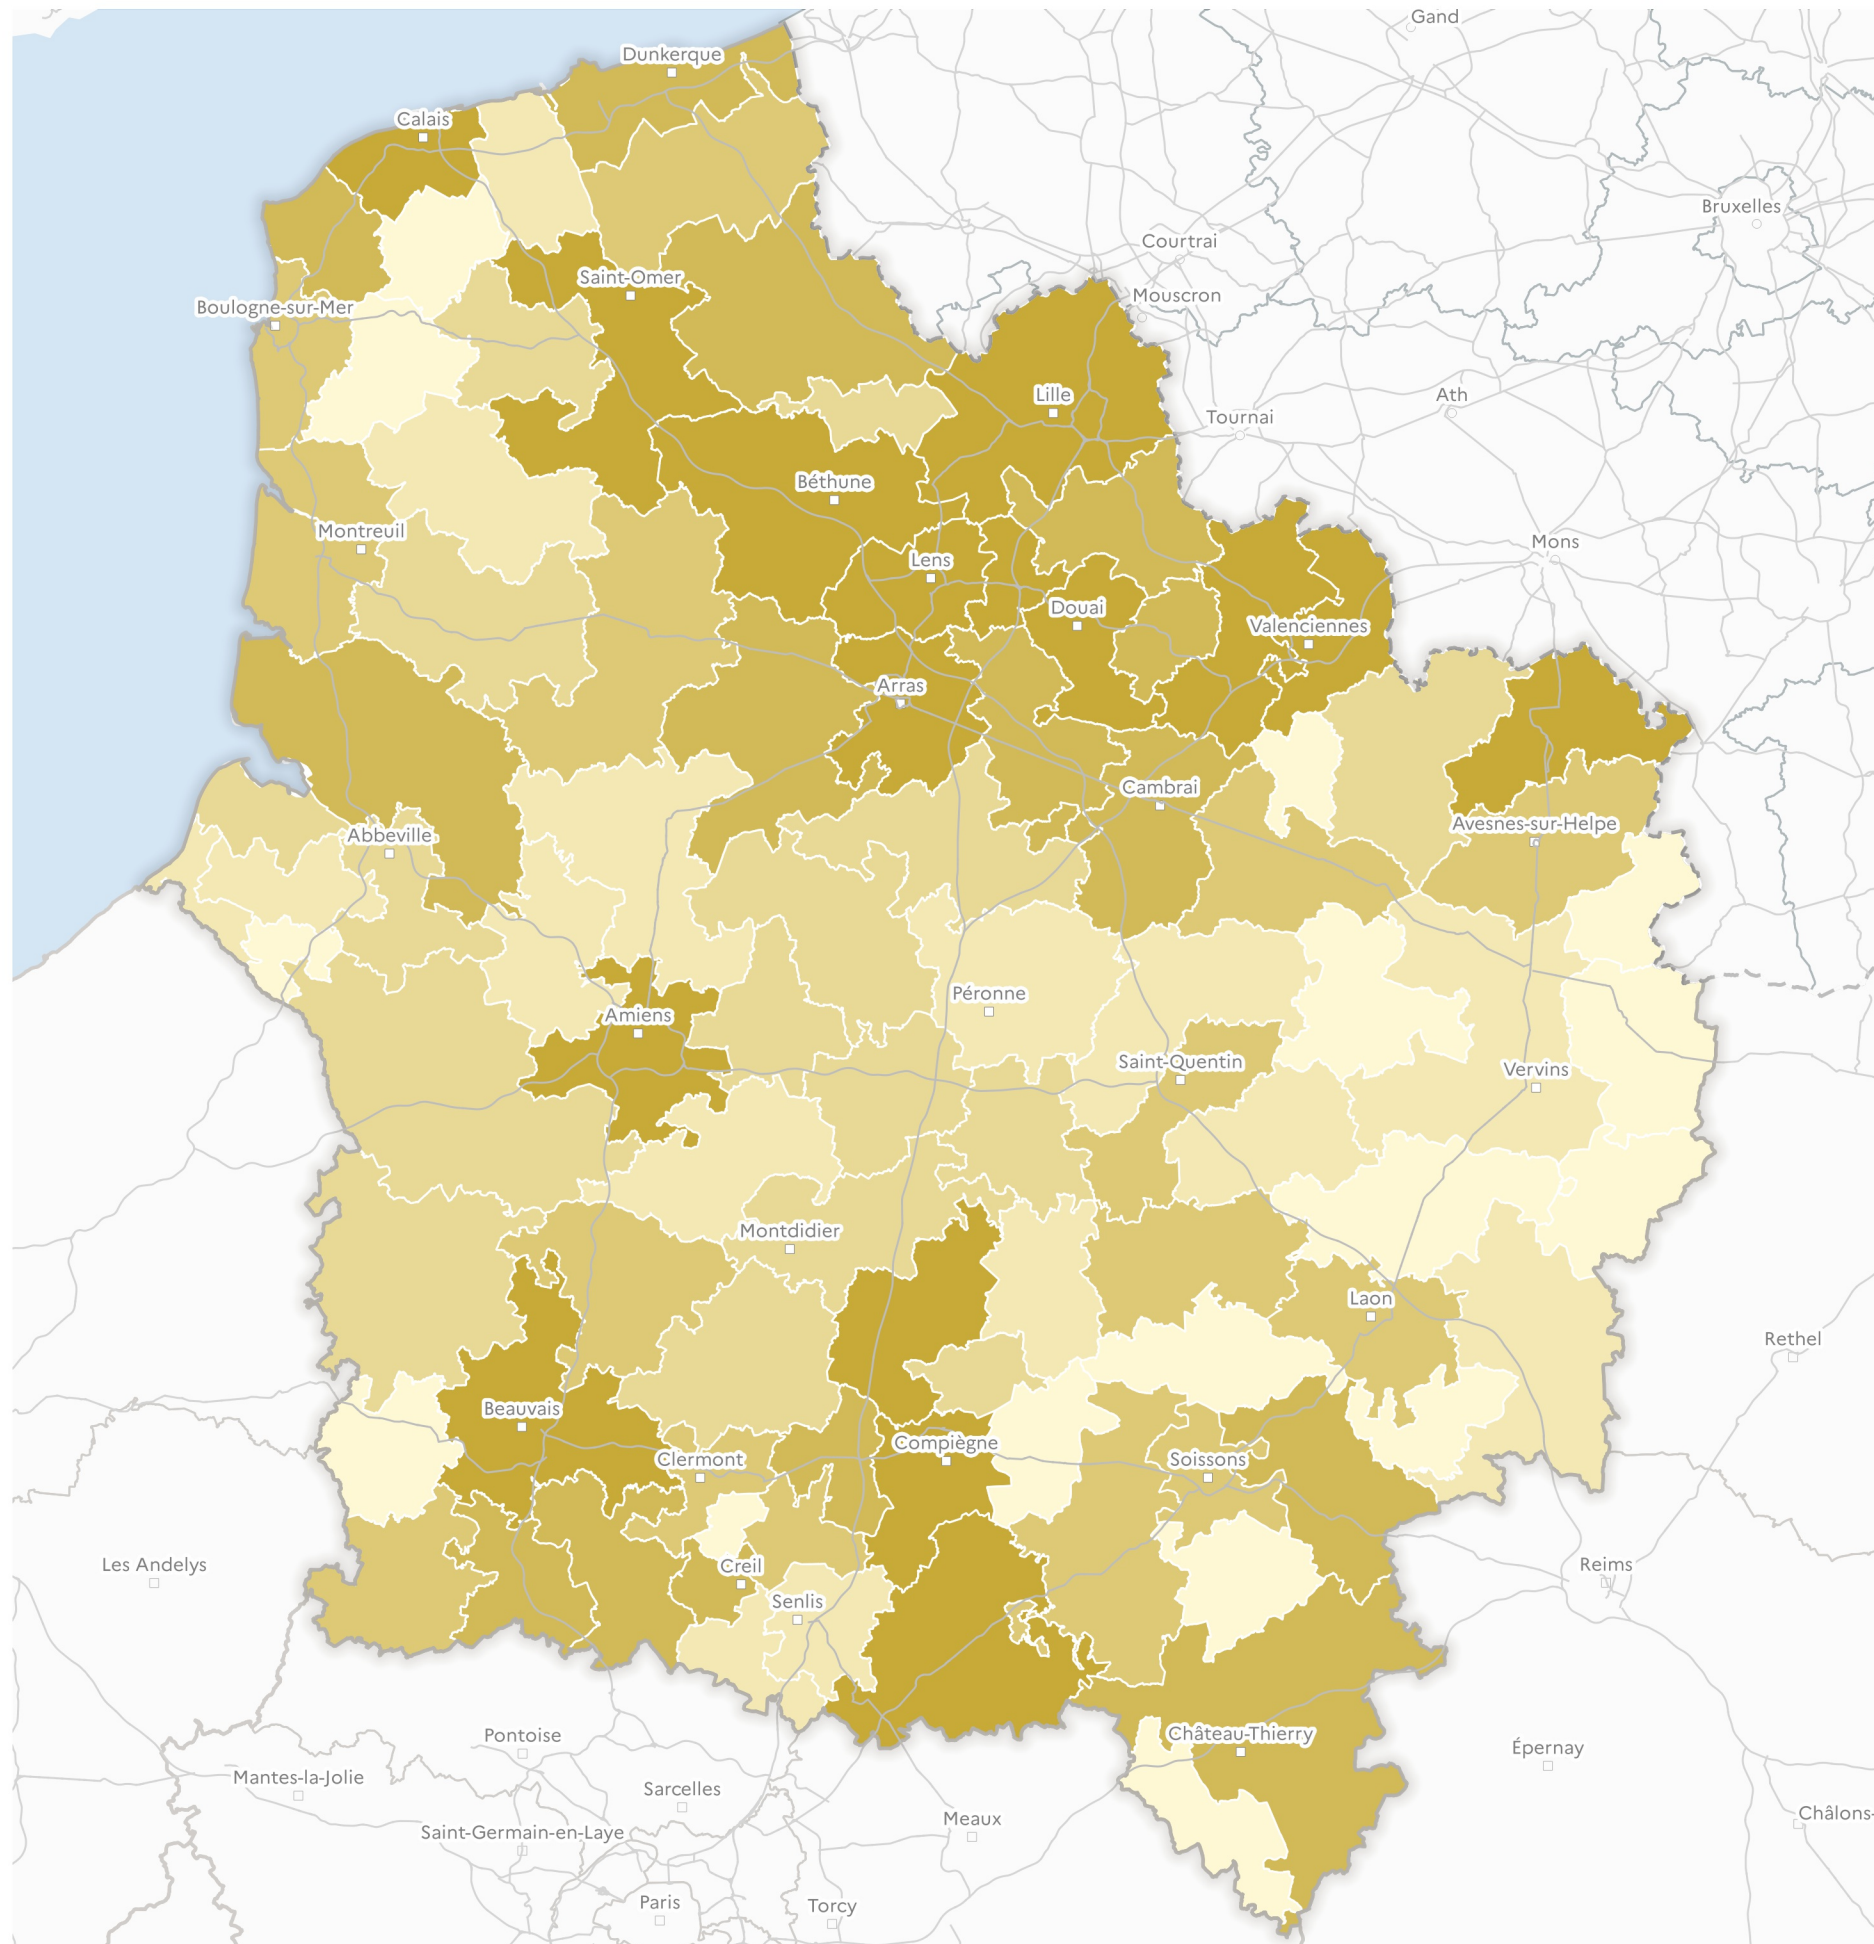 Gand
Dunkerque
Calais
Bruxelles
Courtrai
Saint-Omer
Mouscron
Boulogne-sur-Mer
Lille
Ath
Tournai
Béthune
Montreuil
Mons
Lens
Douai
Valenciennes
Arras
Cambrai
Avesnes-sur-Helpe
Abbeville
Péronne
Amiens
Saint-Quentin
Vervins
Montdidier
Laon
Rethel
Beauvais
Compiègne
Clermont
Soissons
Les Andelys
Creil
Reims
Senlis
Pontoise
Château-Thierry
Épernay
Mantes-la-Jolie
Sarcelles
Meaux
Châlons-
Saint-Germain-en-Laye
Paris
Torcy